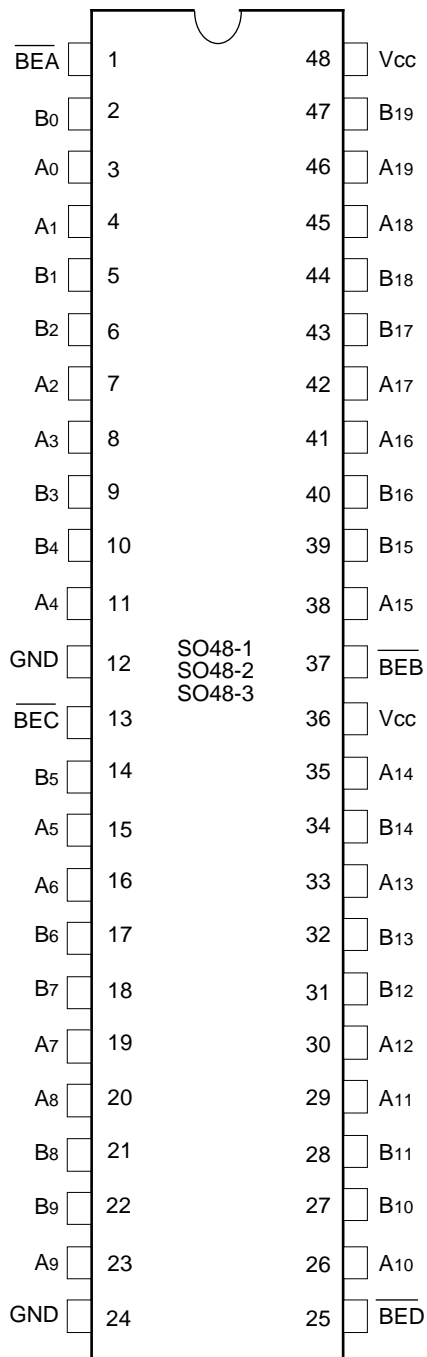 BEA 1 48 Vcc
B0 2 47 B19
A0 3 46 A19
A1 4 45 A18
B1 5 44 B18
B2 6 43 B17
A2 7 42 A17
A3 8 41 A16
B3 9 40 B16
B4 10 39 B15
A4 11 38 A15
SO48-1
GND 12 SO48-2 37 BEB
SO48-3
BEC 13 36 Vcc
B5 14 35 A14
A5 15 34 B14
A6 16 33 A13
B6 17 32 B13
B7 18 31 B12
A7 19 30 A12
A8 20 29 A11
B8 21 28 B11
B9 22 27 B10
A9 23 26 A10
GND 24 25 BED